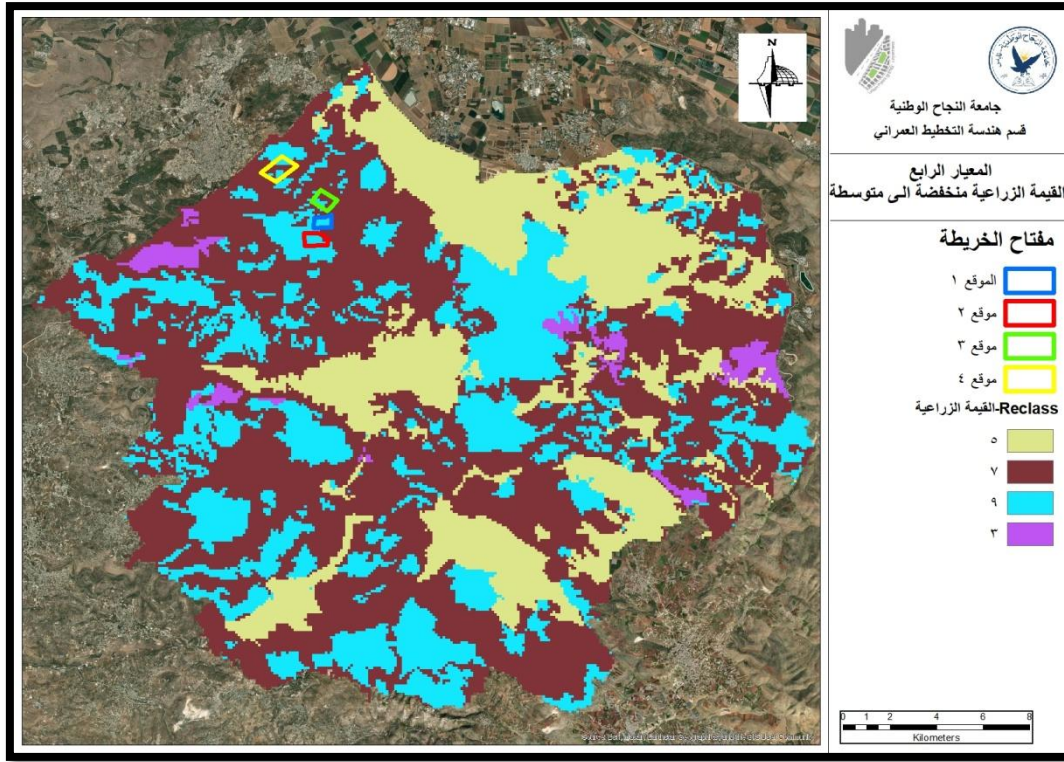 N
جامعة النجاح الوطنية
قسم هندسة التخطيط العمراني
المعيار الرابع
القيمة الزراعية منخفضة الى متوسطة
مفتاح الخريطة
الموقع ١
موقع ٢
موقع ٣
موقع ٤
Reclass-القيمة الزراعية
٥
٧
٩
٣
0 1 2 4 6 8
Kilometers